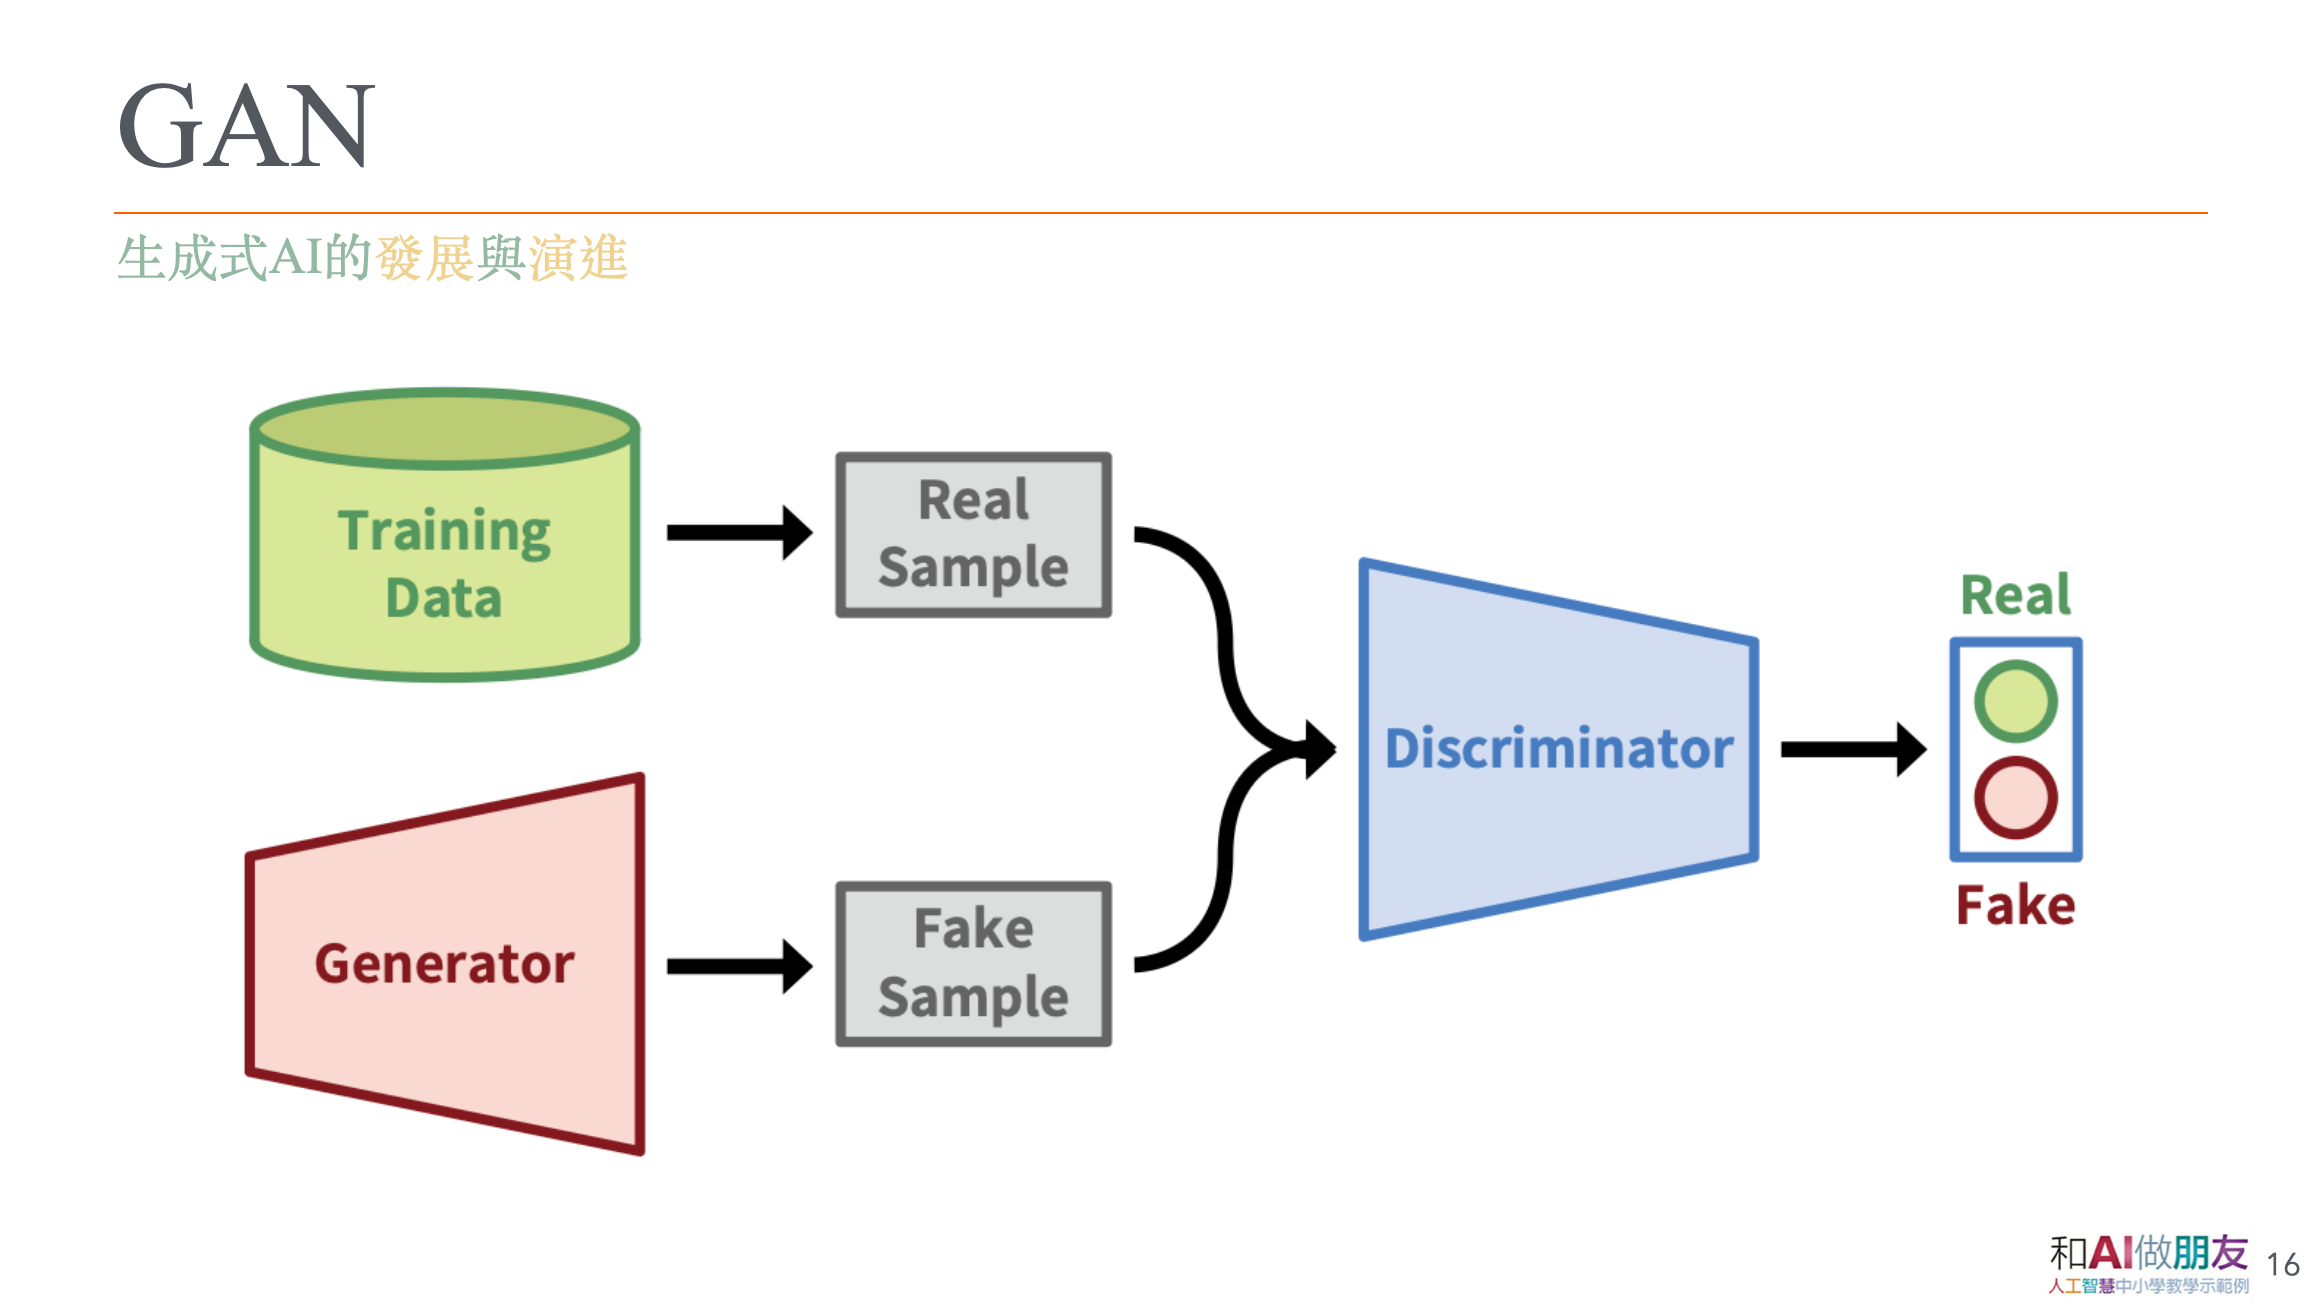 GAN
生成式AI的發展與演進
Training
Data
Real
Sample
Generator
Fake
Sample
Discriminator
Real
Fake
和AI做朋友
人工智慧中小學教學示範例
16